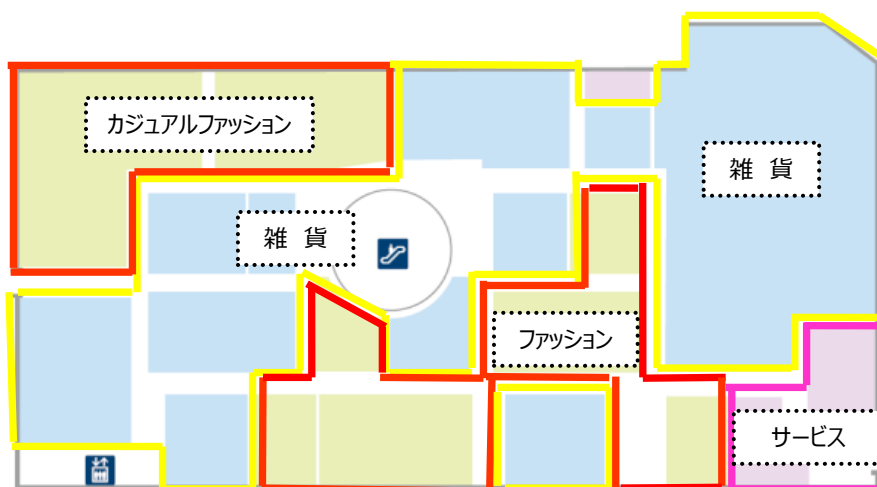 カジュアルファッション
雑 貨
雑 貨
ファッション
サービス